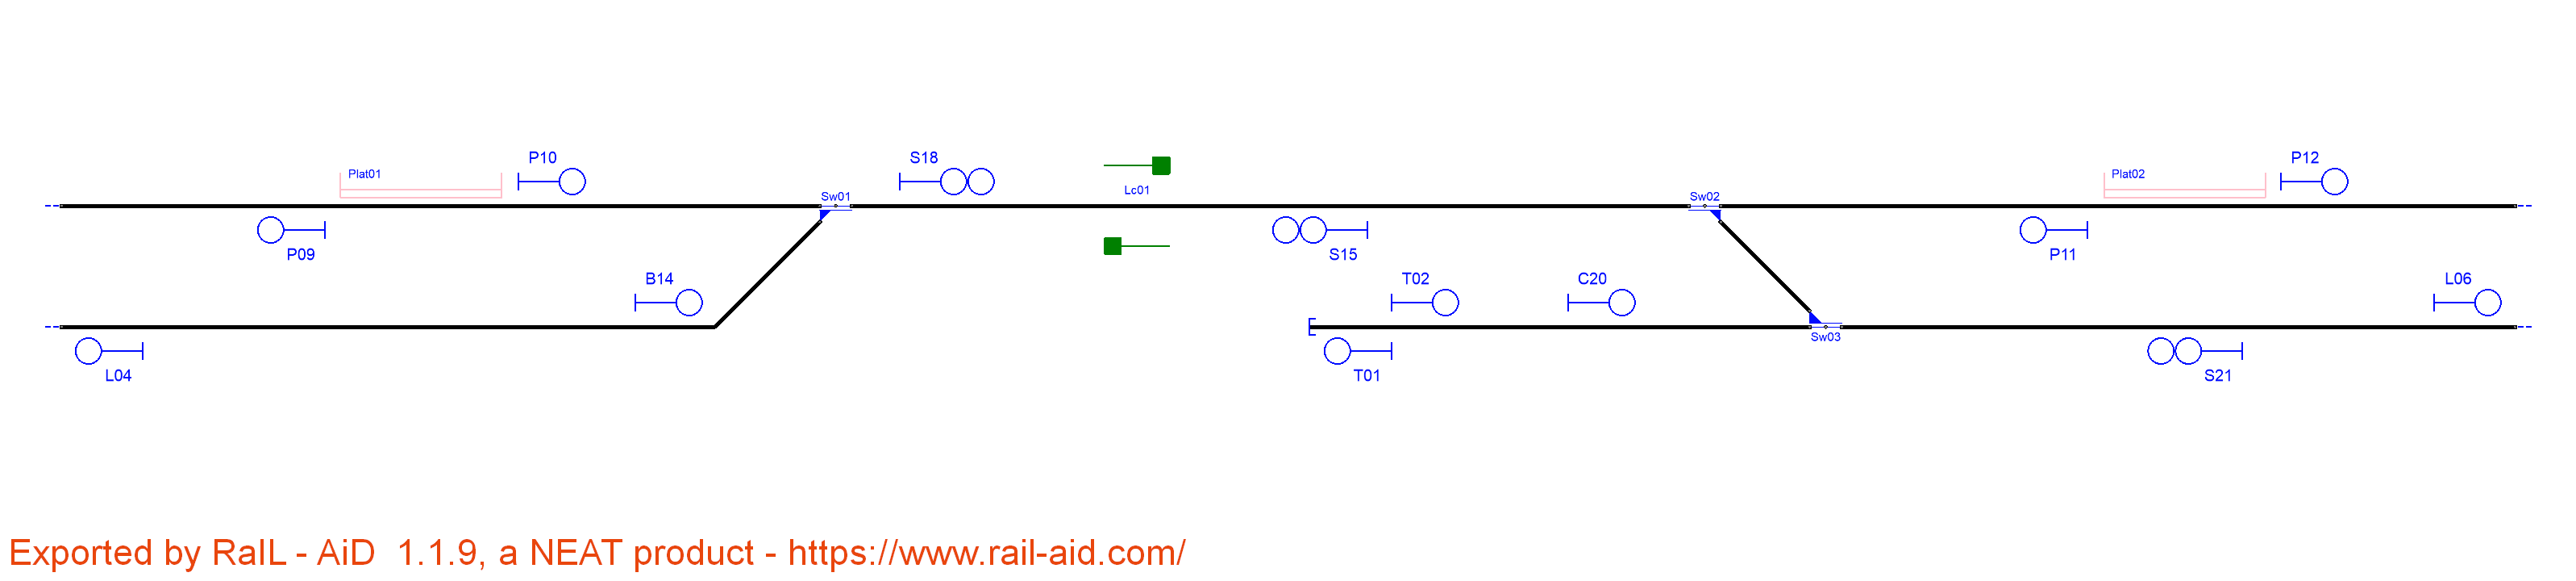 P10
S18
P12
Plat01
Plat02
Lc01
Sw01
Sw02
P09
S15
P11
B14
T02
C20
L06
Sw03
L04
T01
S21
Exported by RaIL - AiD  1.1.9, a NEAT product - https://www.rail-aid.com/